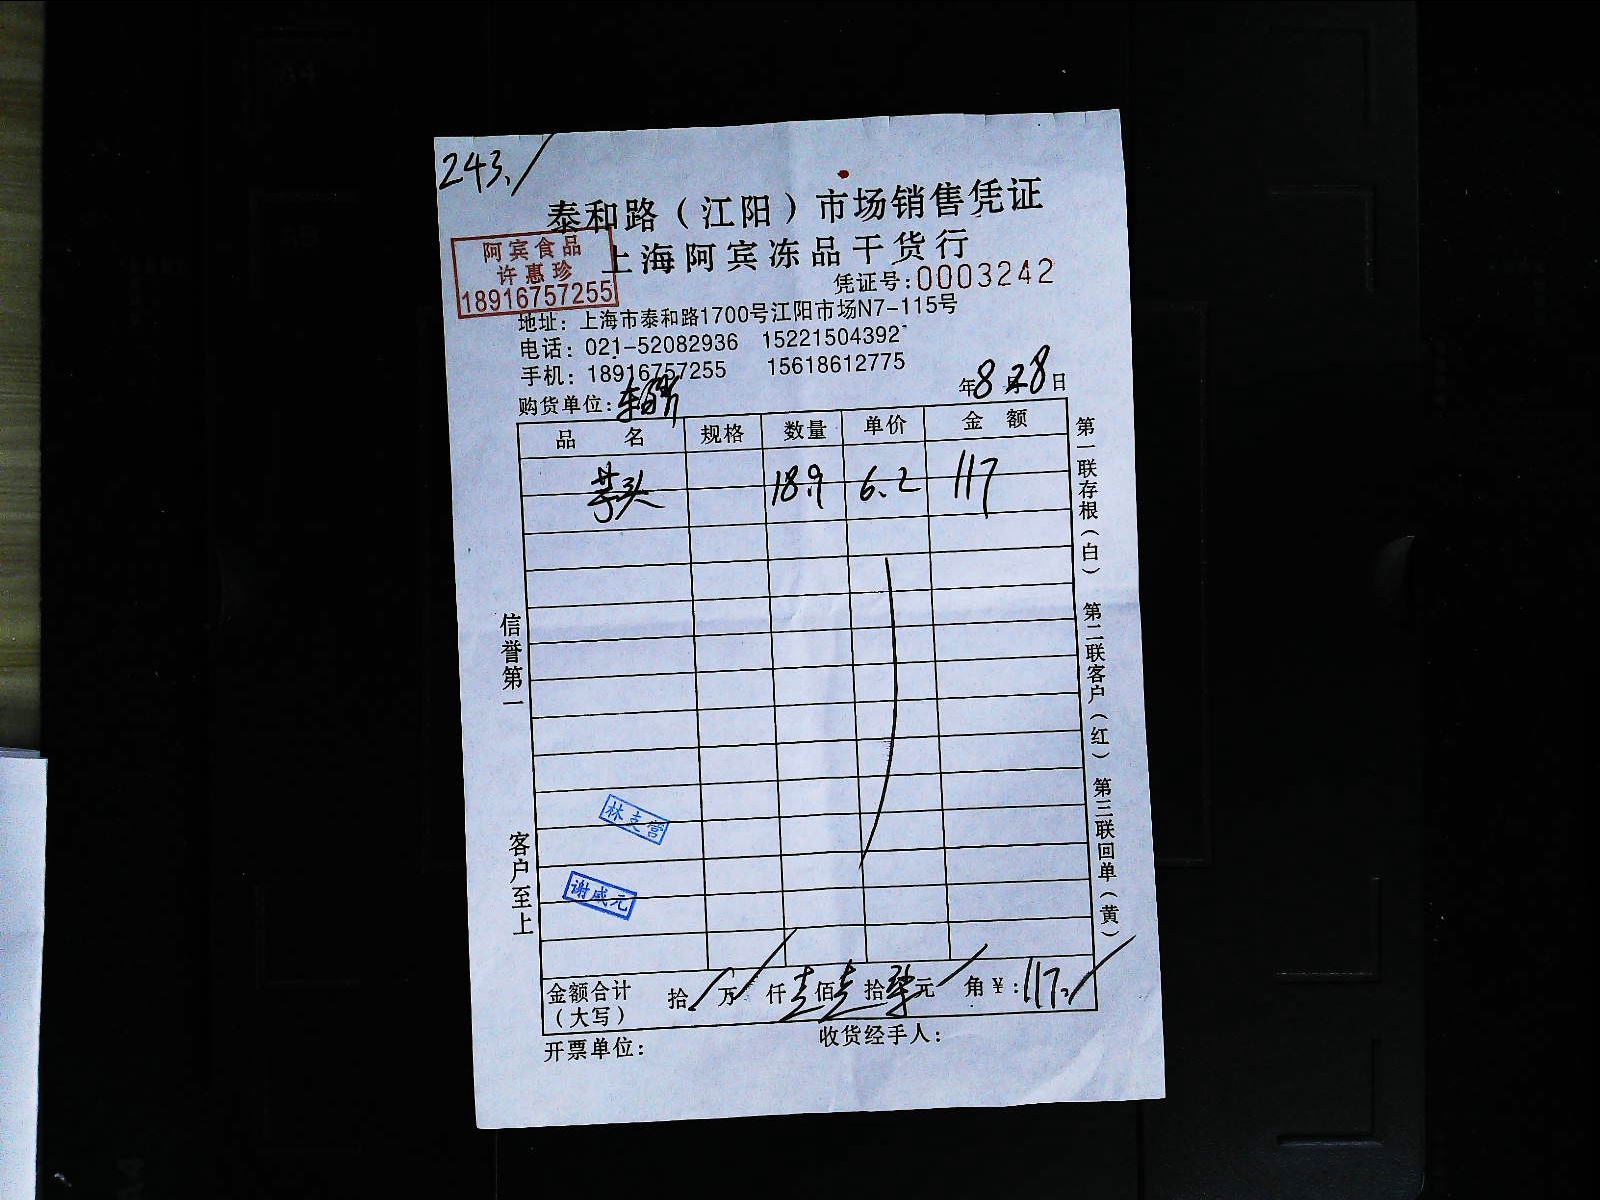 243./
泰和路（江阳）市场销售凭证
上海阿宾冻品干货行
阿宾食品
许惠珍
18916757255
凭证号:0003242
地址：上海市泰和路1700号江阳市场N7-115号
电话：021-52082936 15221504392
手机：18916757255 15618612775
购货单位:
年8月28日
品 名 规格 数量 单价 金 额
芋头 18.9 6.2 117
第一联存根（白） 第二联客户（红） 第三联回单（黄）
信誉第一
客户至上
林支营
谢咸元
金额合计（大写） 拾/万/仟壹佰壹拾柒元/角¥:117./
开票单位： 收货经手人：